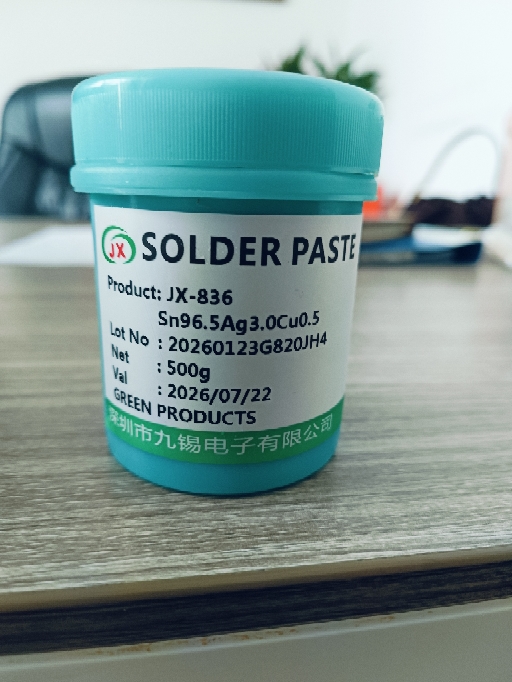 JX SOLDER PASTE
Product: JX-836
Sn96.5Ag3.0Cu0.5
Lot No : 20260123G820JH4
Net : 500g
Val : 2026/07/22
GREEN PRODUCTS
深圳市九锡电子有限公司